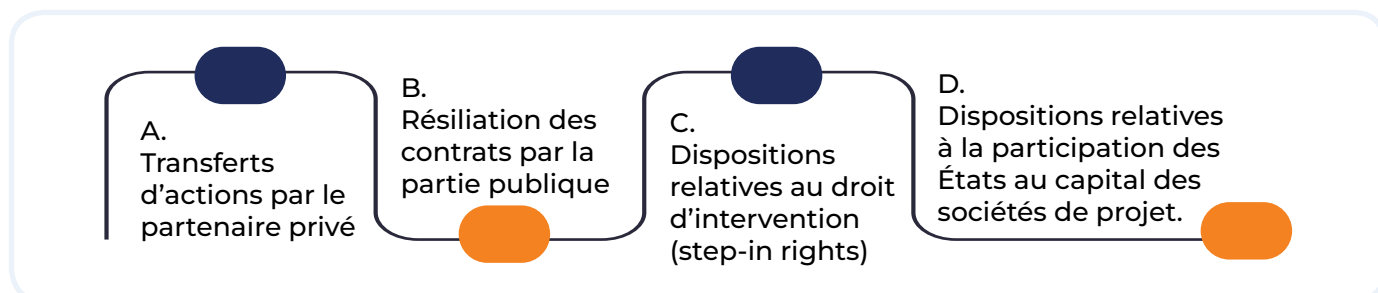 A.
Transferts
d’actions par le
partenaire privé
B.
Résiliation des
contrats par la
partie publique
C.
Dispositions
relatives au droit
d’intervention
(step-in rights)
D.
Dispositions relatives
à la participation des
États au capital des
sociétés de projet.